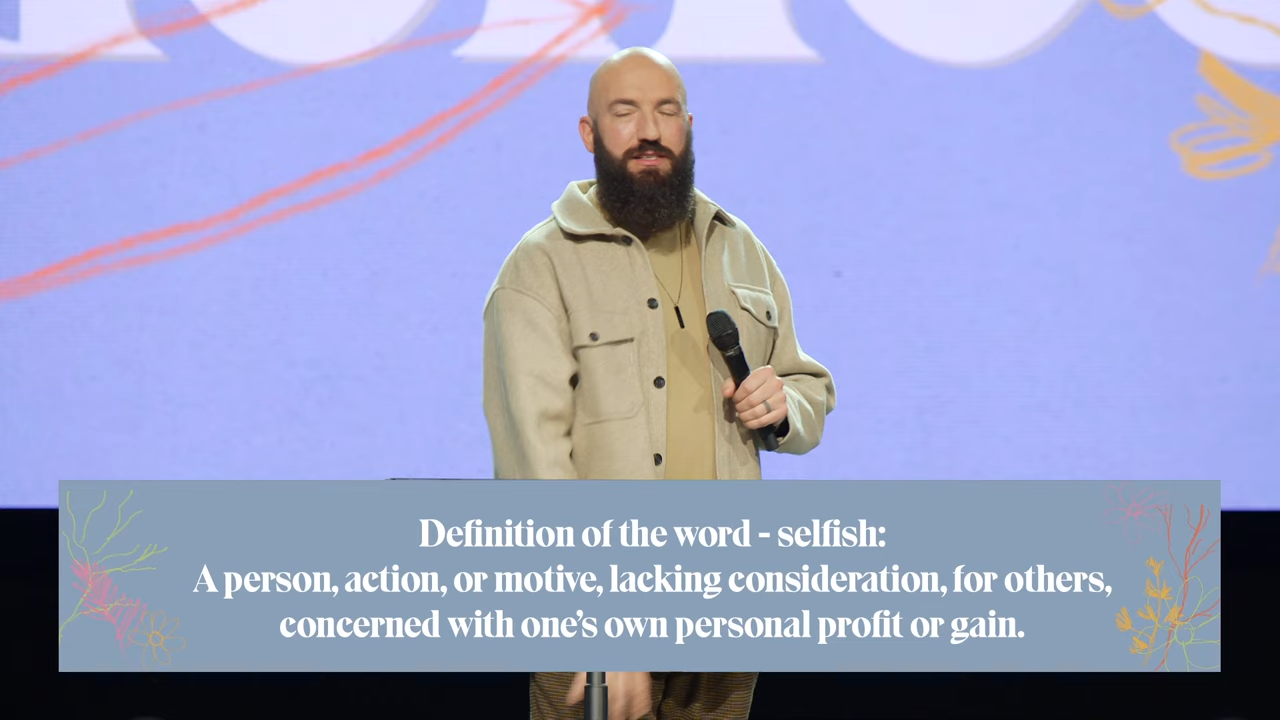 Definition of the word - selfish:
A person, action, or motive, lacking consideration, for others,
concerned with one's own personal profit or gain.